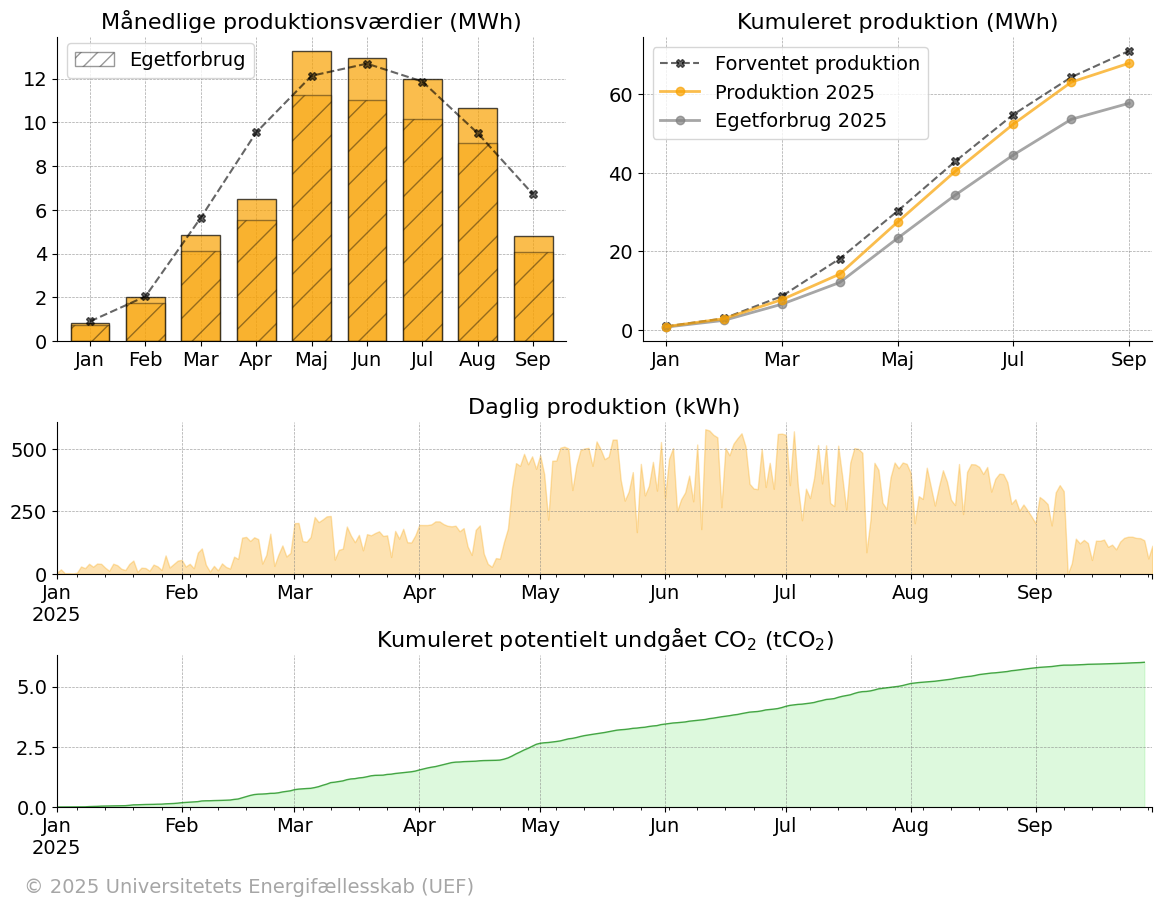 Månedlige produktionsværdier (MWh)
Egetforbrug
12
10
8
6
4
2
0
Jan Feb Mar Apr Maj Jun Jul Aug Sep
Kumuleret produktion (MWh)
Forventet produktion
Produktion 2025
Egetforbrug 2025
60
40
20
0
Jan Mar Maj Jul Sep
Daglig produktion (kWh)
500
250
0
Jan Feb Mar Apr May Jun Jul Aug Sep
2025
Kumuleret potentielt undgået CO₂ (tCO₂)
5.0
2.5
0.0
Jan Feb Mar Apr May Jun Jul Aug Sep
2025
© 2025 Universitetets Energifællesskab (UEF)